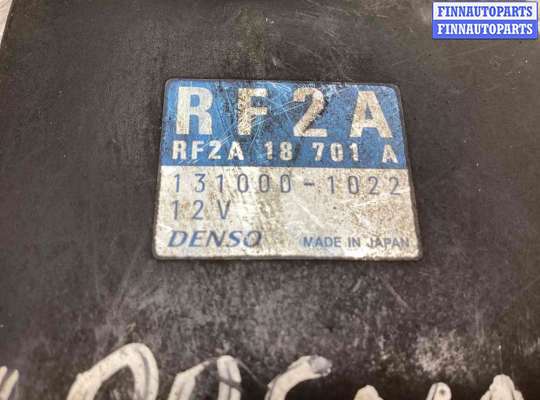 FINNAUTOPARTS
FINNAUTOPARTS
RF2A
RF2A 18 701 A
131000-1022
12V
DENSO MADE IN JAPAN